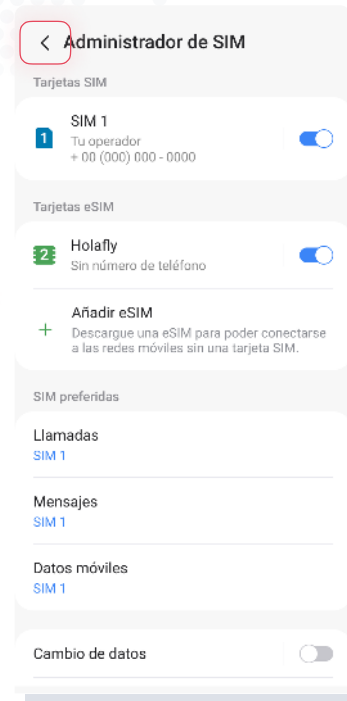 Administrador de SIM
Tarjetas SIM
1
SIM 1
Tu operador
+ 00 (000) 000 - 0000
Tarjetas eSIM
2
Holafly
Sin número de teléfono
+
Añadir eSIM
Descargue una eSIM para poder conectarse
a las redes móviles sin una tarjeta SIM.
SIM preferidas
Llamadas
SIM 1
Mensajes
SIM 1
Datos móviles
SIM 1
Cambio de datos